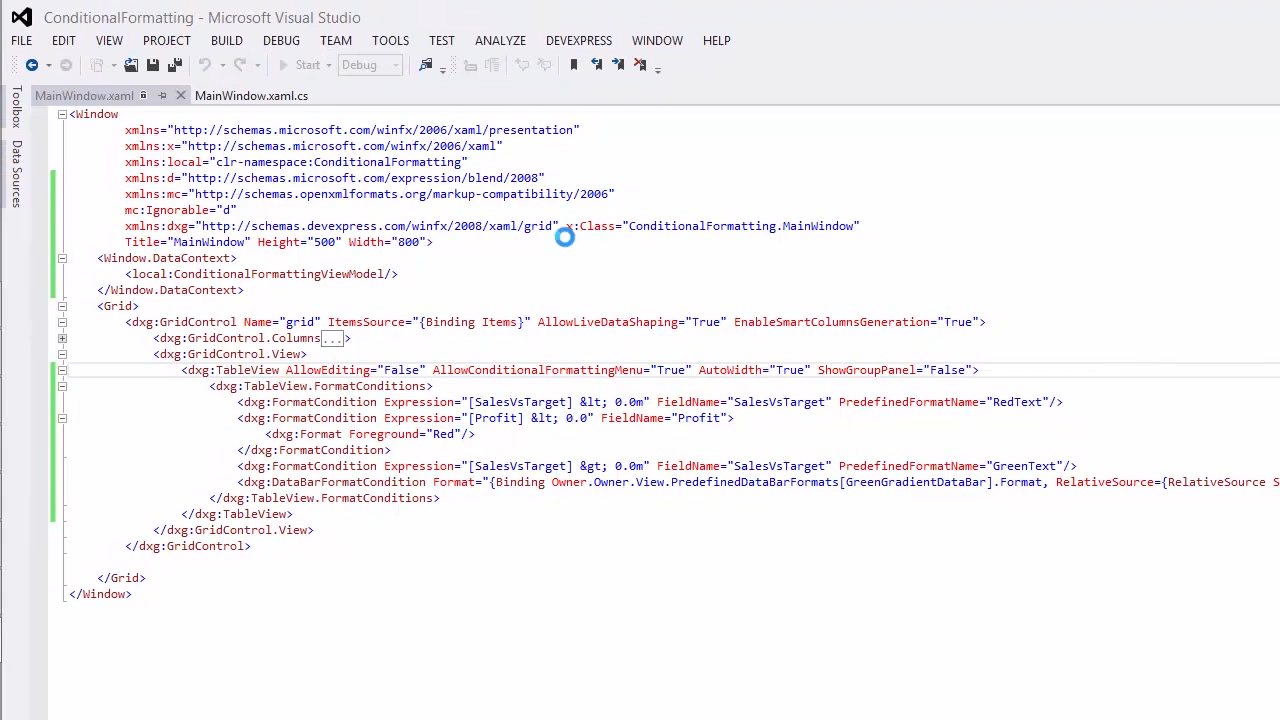 ConditionalFormatting - Microsoft Visual Studio
FILE EDIT VIEW PROJECT BUILD DEBUG TEAM TOOLS TEST ANALYZE DEVEXPRESS WINDOW HELP
Start Debug
MainWindow.xaml MainWindow.xaml.cs
Toolbox
Data Sources
<Window
xmlns="http://schemas.microsoft.com/winfx/2006/xaml/presentation"
xmlns:x="http://schemas.microsoft.com/winfx/2006/xaml"
xmlns:local="clr-namespace:ConditionalFormatting"
xmlns:d="http://schemas.microsoft.com/expression/blend/2008"
xmlns:mc="http://schemas.openxmlformats.org/markup-compatibility/2006"
mc:Ignorable="d"
xmlns:dxg="http://schemas.devexpress.com/winfx/2008/xaml/grid" x:Class="ConditionalFormatting.MainWindow"
Title="MainWindow" Height="500" Width="800">
<Window.DataContext>
<local:ConditionalFormattingViewModel/>
</Window.DataContext>
<Grid>
<dxg:GridControl Name="grid" ItemsSource="{Binding Items}" AllowLiveDataShaping="True" EnableSmartColumnsGeneration="True">
<dxg:GridControl.Columns...>
<dxg:GridControl.View>
<dxg:TableView AllowEditing="False" AllowConditionalFormattingMenu="True" AutoWidth="True" ShowGroupPanel="False">
<dxg:TableView.FormatConditions>
<dxg:FormatCondition Expression="[SalesVsTarget] &lt; 0.0m" FieldName="SalesVsTarget" PredefinedFormatName="RedText"/>
<dxg:FormatCondition Expression="[Profit] &lt; 0.0" FieldName="Profit">
<dxg:Format Foreground="Red"/>
</dxg:FormatCondition>
<dxg:FormatCondition Expression="[SalesVsTarget] &gt; 0.0m" FieldName="SalesVsTarget" PredefinedFormatName="GreenText"/>
<dxg:DataBarFormatCondition Format="{Binding Owner.Owner.View.PredefinedDataBarFormats[GreenGradientDataBar].Format, RelativeSource={RelativeSource S
</dxg:TableView.FormatConditions>
</dxg:TableView>
</dxg:GridControl.View>
</dxg:GridControl>
</Grid>
</Window>